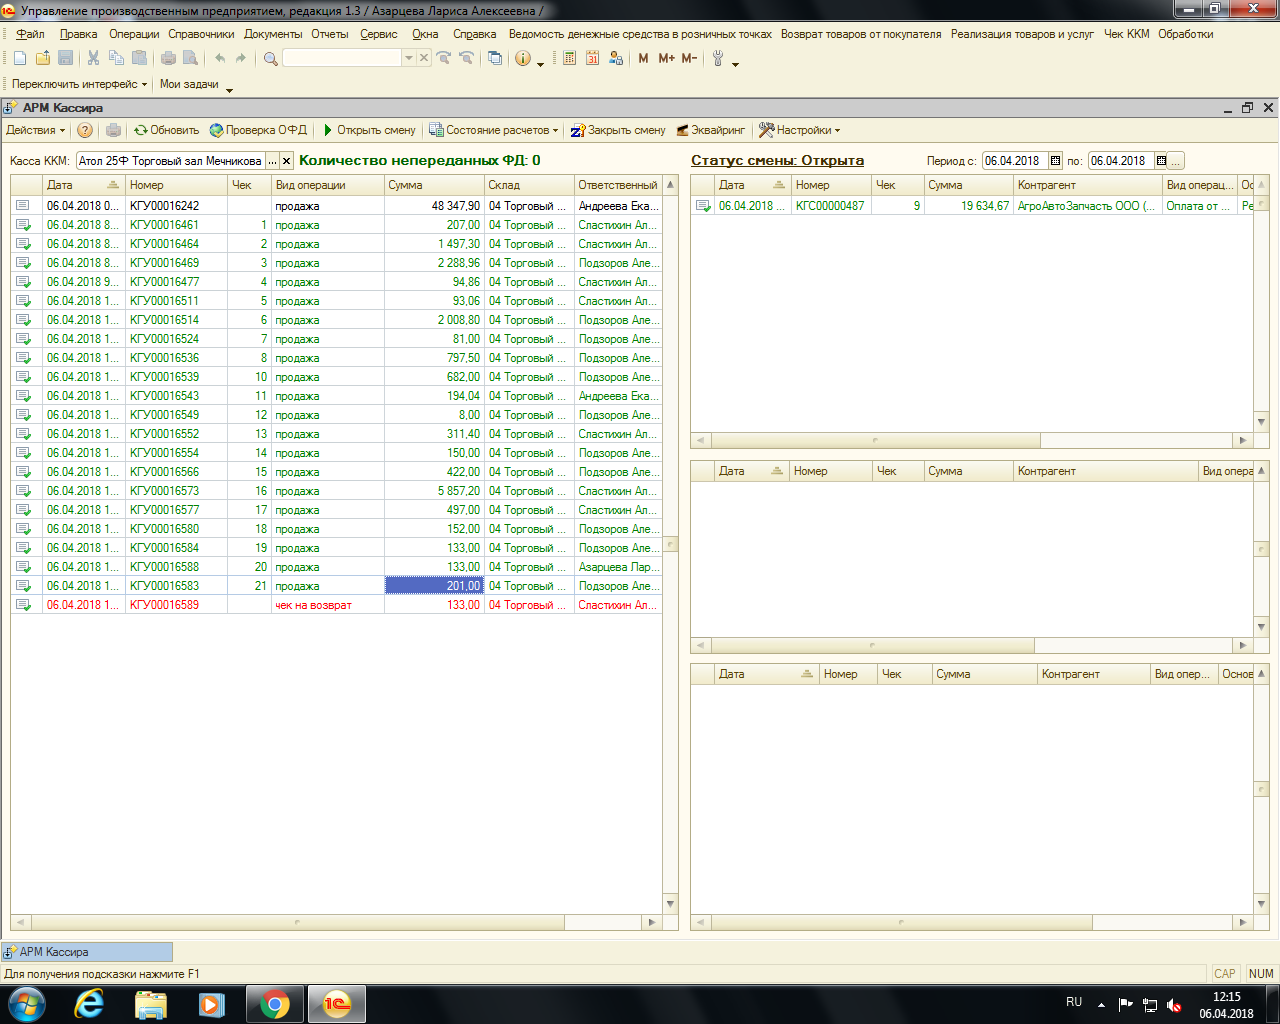 Управление производственным предприятием, редакция 1.3 / Азарцева Лариса Алексеевна /
Файл Правка Операции Справочники Документы Отчеты Сервис Окна Справка Ведомость денежные средства в розничных точках Возврат товаров от покупателя Реализация товаров и услуг Чек ККМ Обработки
M M+ M-
Переключить интерфейс Мои задачи
АРМ Кассира
Действия Обновить Проверка ОФД Открыть смену Состояние расчетов Закрыть смену Эквайринг Настройки
Касса ККМ: Атол 25Ф Торговый зал Мечникова ... Количество непереданных ФД: 0
Статус смены: Открыта Период с: 06.04.2018 по: 06.04.2018 ...
Дата Номер Чек Вид операции Сумма Склад Ответственный
06.04.2018 0... КГУ00016242 продажа 48 347,90 04 Торговый ... Андреева Ека...
06.04.2018 8... КГУ00016461 1 продажа 207,00 04 Торговый ... Сластихин Ал...
06.04.2018 8... КГУ00016464 2 продажа 1 497,30 04 Торговый ... Сластихин Ал...
06.04.2018 8... КГУ00016469 3 продажа 2 288,96 04 Торговый ... Подзоров Але...
06.04.2018 9... КГУ00016477 4 продажа 94,86 04 Торговый ... Сластихин Ал...
06.04.2018 1... КГУ00016511 5 продажа 93,06 04 Торговый ... Сластихин Ал...
06.04.2018 1... КГУ00016514 6 продажа 2 008,80 04 Торговый ... Подзоров Але...
06.04.2018 1... КГУ00016524 7 продажа 81,00 04 Торговый ... Подзоров Але...
06.04.2018 1... КГУ00016536 8 продажа 797,50 04 Торговый ... Подзоров Але...
06.04.2018 1... КГУ00016539 10 продажа 682,00 04 Торговый ... Подзоров Але...
06.04.2018 1... КГУ00016543 11 продажа 194,04 04 Торговый ... Андреева Ека...
06.04.2018 1... КГУ00016549 12 продажа 8,00 04 Торговый ... Подзоров Але...
06.04.2018 1... КГУ00016552 13 продажа 311,40 04 Торговый ... Сластихин Ал...
06.04.2018 1... КГУ00016554 14 продажа 150,00 04 Торговый ... Подзоров Але...
06.04.2018 1... КГУ00016566 15 продажа 422,00 04 Торговый ... Подзоров Але...
06.04.2018 1... КГУ00016573 16 продажа 5 857,20 04 Торговый ... Сластихин Ал...
06.04.2018 1... КГУ00016577 17 продажа 497,00 04 Торговый ... Сластихин Ал...
06.04.2018 1... КГУ00016580 18 продажа 152,00 04 Торговый ... Подзоров Але...
06.04.2018 1... КГУ00016584 19 продажа 133,00 04 Торговый ... Подзоров Але...
06.04.2018 1... КГУ00016588 20 продажа 133,00 04 Торговый ... Азарцева Лар...
06.04.2018 1... КГУ00016583 21 продажа 201,00 04 Торговый ... Подзоров Але...
06.04.2018 1... КГУ00016589 чек на возврат 133,00 04 Торговый ... Сластихин Ал...
Дата Номер Чек Сумма Контрагент Вид операц... Ос
06.04.2018 ... КГС00000487 9 19 634,67 АгроАвтоЗапчасть ООО (... Оплата от ... Ре
Дата Номер Чек Сумма Контрагент Вид опера
Дата Номер Чек Сумма Контрагент Вид опер... Основ
АРМ Кассира
Для получения подсказки нажмите F1 CAP NUM
RU 12:15
06.04.2018